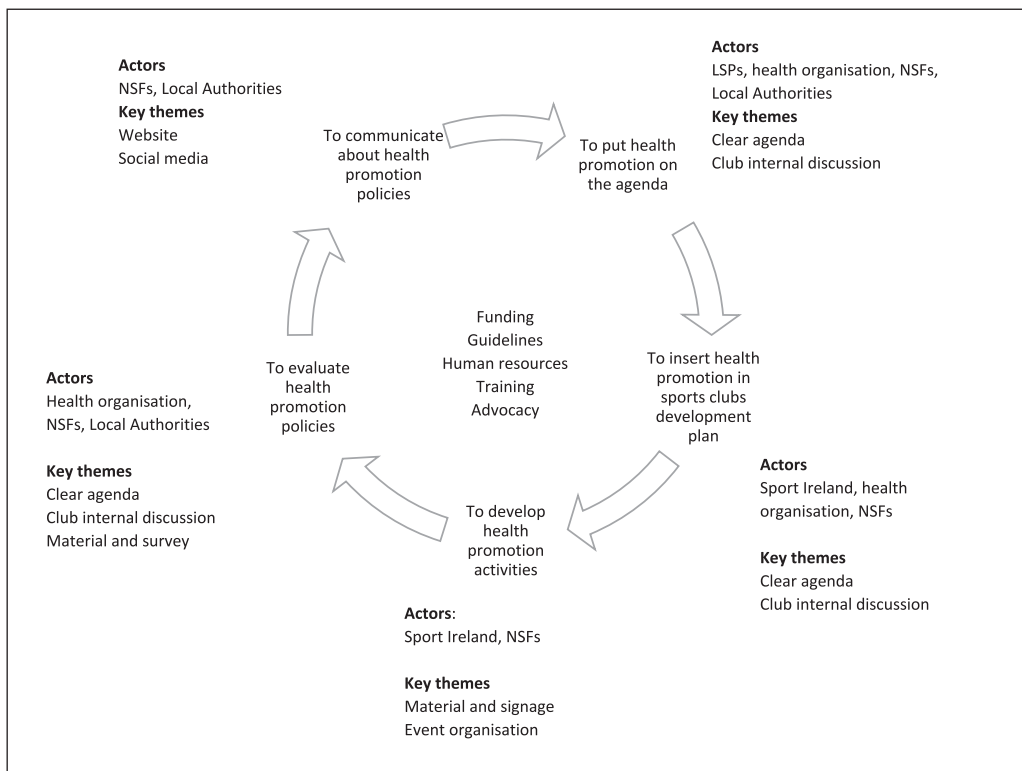 Actors
NSFs, Local Authorities
Key themes
Website
Social media
To communicate
about health
promotion
policies
To put health
promotion on
the agenda
Actors
LSPs, health organisation, NSFs,
Local Authorities
Key themes
Clear agenda
Club internal discussion
To insert health
promotion in
sports clubs
development
plan
Actors
Sport Ireland, health
organisation, NSFs
Key themes
Clear agenda
Club internal discussion
To develop
health
promotion
activities
Actors:
Sport Ireland, NSFs
Key themes
Material and signage
Event organisation
To evaluate
health
promotion
policies
Actors
Health organisation,
NSFs, Local Authorities
Key themes
Clear agenda
Club internal discussion
Material and survey
Funding
Guidelines
Human resources
Training
Advocacy